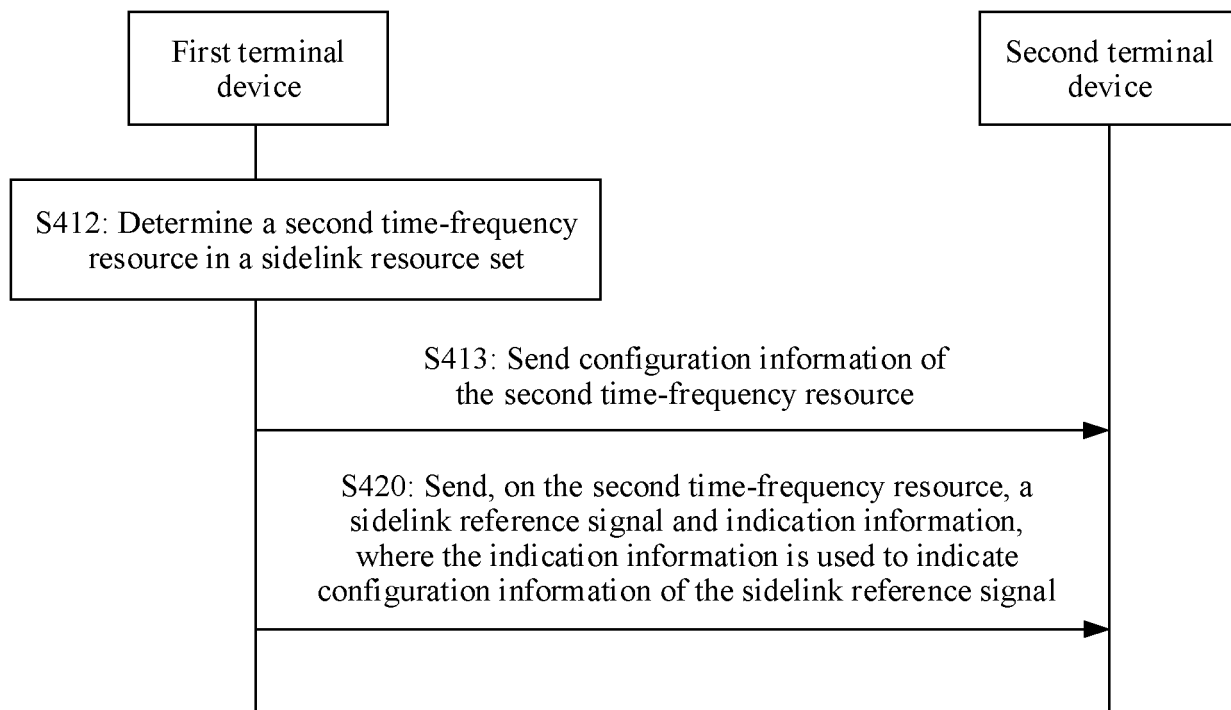 First terminal
device
Second terminal
device
S412: Determine a second time-frequency
resource in a sidelink resource set
S413: Send configuration information of
the second time-frequency resource
S420: Send, on the second time-frequency resource, a
sidelink reference signal and indication information,
where the indication information is used to indicate
configuration information of the sidelink reference signal